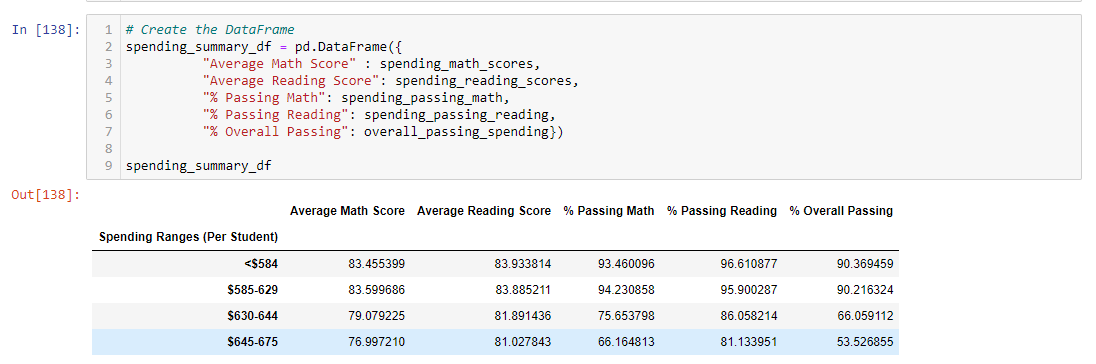 In [138]:
1 # Create the DataFrame
2 spending_summary_df = pd.DataFrame({
3           "Average Math Score" : spending_math_scores,
4           "Average Reading Score": spending_reading_scores,
5           "% Passing Math": spending_passing_math,
6           "% Passing Reading": spending_passing_reading,
7           "% Overall Passing": overall_passing_spending})
8
9 spending_summary_df
Out[138]:
Average Math Score Average Reading Score % Passing Math % Passing Reading % Overall Passing
Spending Ranges (Per Student)
<$584 83.455399 83.933814 93.460096 96.610877 90.369459
$585-629 83.599686 83.885211 94.230858 95.900287 90.216324
$630-644 79.079225 81.891436 75.653798 86.058214 66.059112
$645-675 76.997210 81.027843 66.164813 81.133951 53.526855